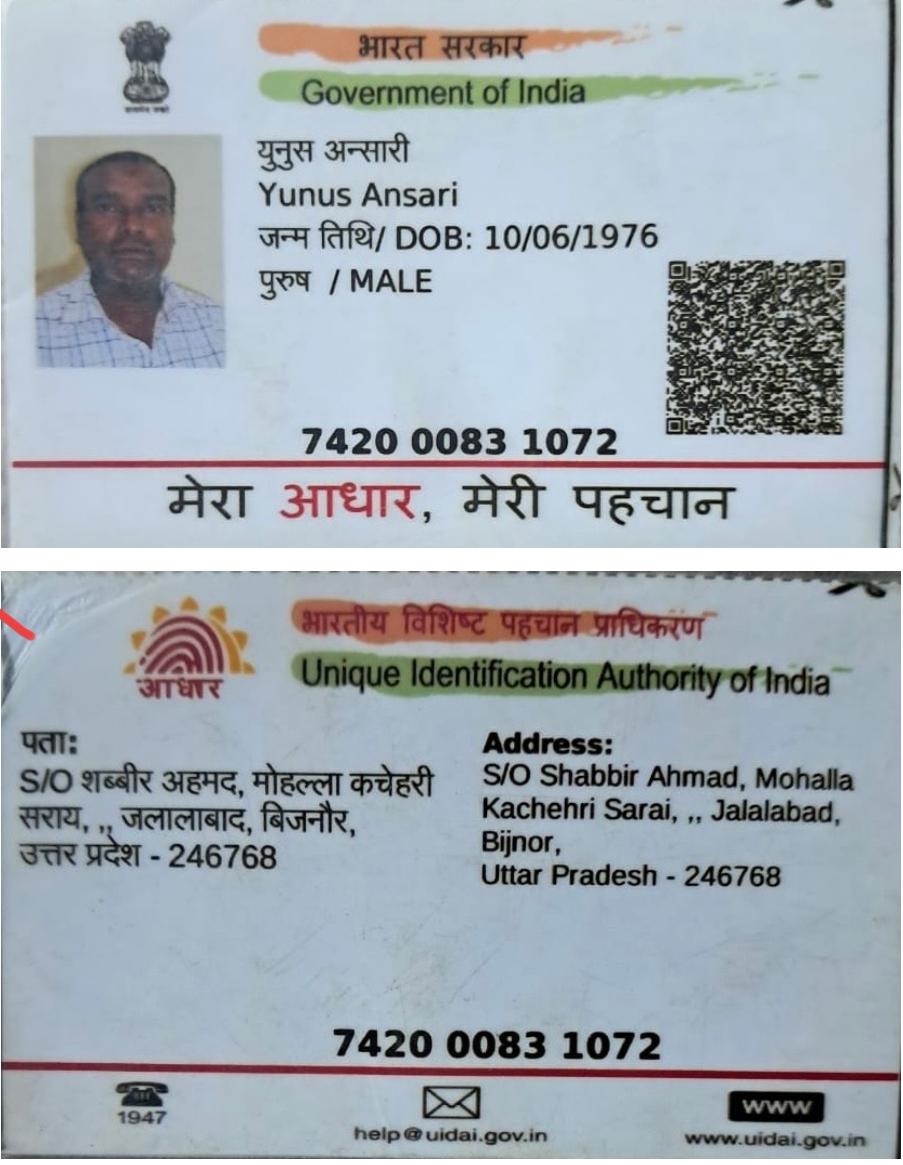 भारत सरकार
Government of India
युनुस अन्सारी
Yunus Ansari
जन्म तिथि/ DOB: 10/06/1976
पुरुष / MALE
7420 0083 1072
मेरा आधार, मेरी पहचान
भारतीय विशिष्ट पहचान प्राधिकरण
Unique Identification Authority of India
आधार
पता:
S/O शब्बीर अहमद, मोहल्ला कचेहरी
सराय, ,, जलालाबाद, बिजनौर,
उत्तर प्रदेश - 246768
Address:
S/O Shabbir Ahmad, Mohalla
Kachehri Sarai, ,, Jalalabad,
Bijnor,
Uttar Pradesh - 246768
7420 0083 1072
1947
help@uidai.gov.in
www
www.uidai.gov.in